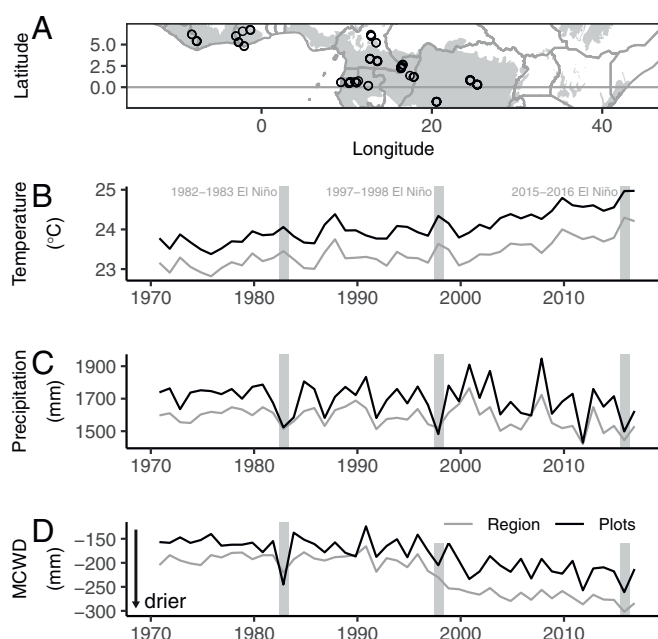 A
Latitude
5.0
2.5
0.0
0 20 40
Longitude
B
Temperature
(°C)
1982–1983 El Niño 1997–1998 El Niño 2015–2016 El Niño
25
24
23
1970 1980 1990 2000 2010
C
Precipitation
(mm)
1900
1700
1500
1970 1980 1990 2000 2010
D
MCWD
(mm)
Region Plots
−150
−200
−250
−300
drier
1970 1980 1990 2000 2010